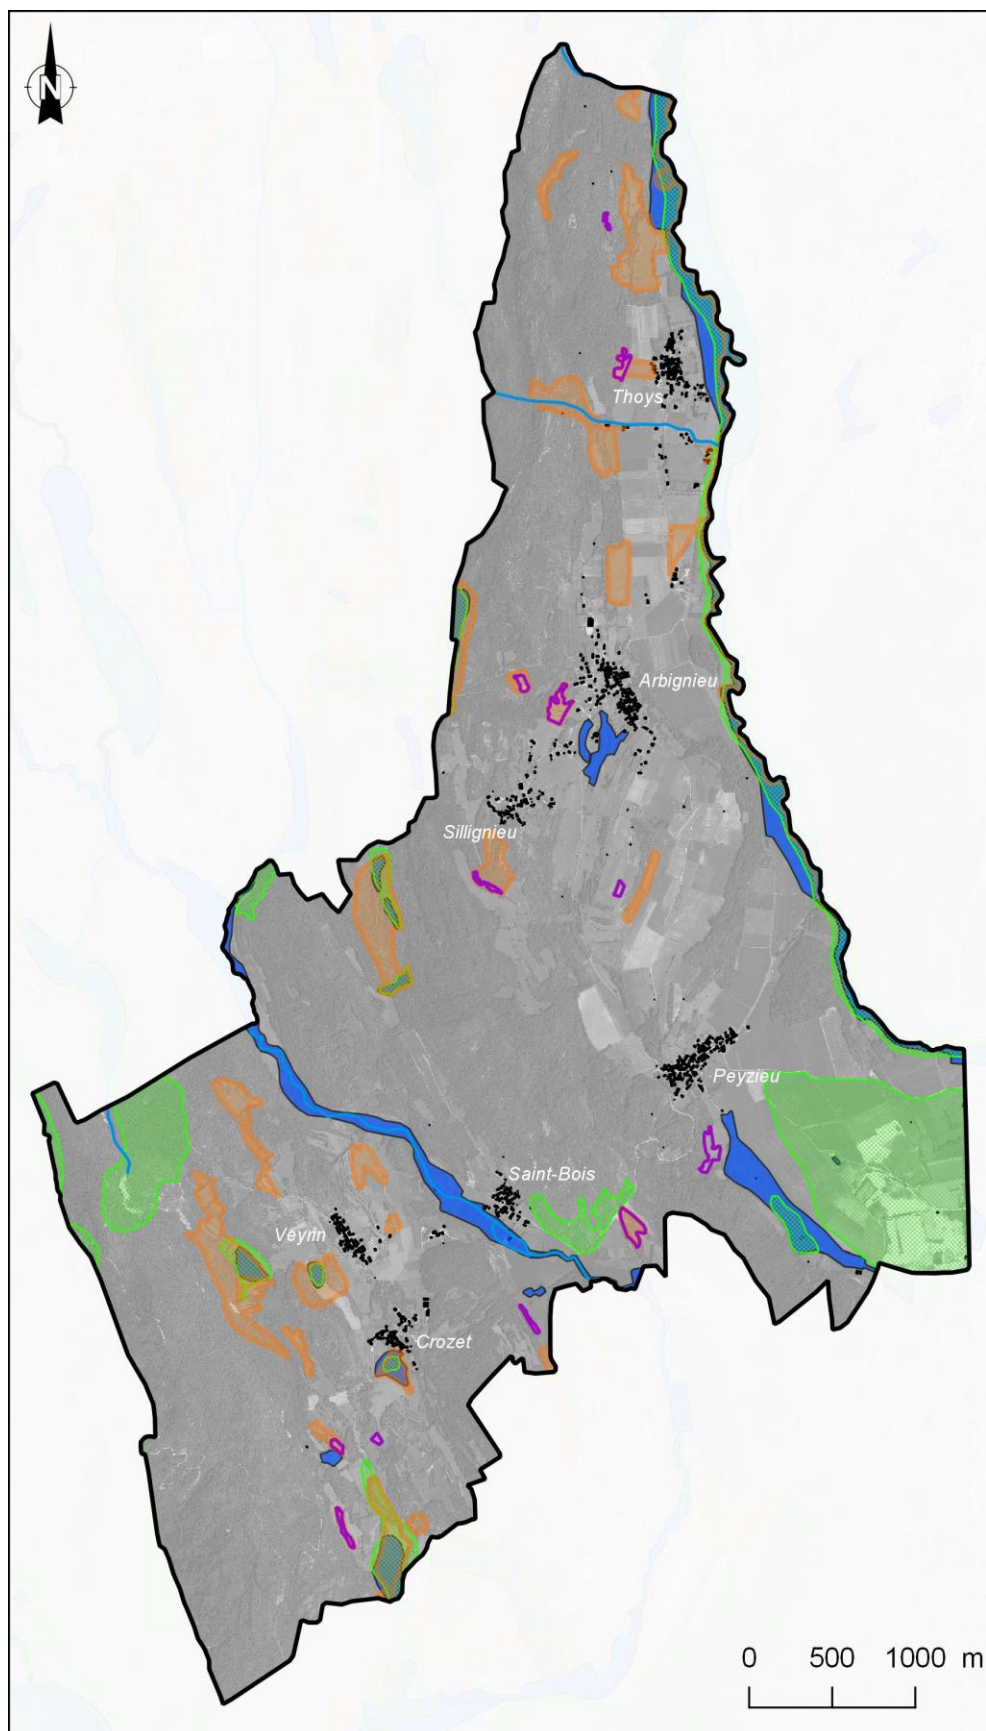 N
Thoys
Arbignieu
Sillignieu
Peyzieu
Saint-Bois
Veyrin
Crozet
0 500 1000 m